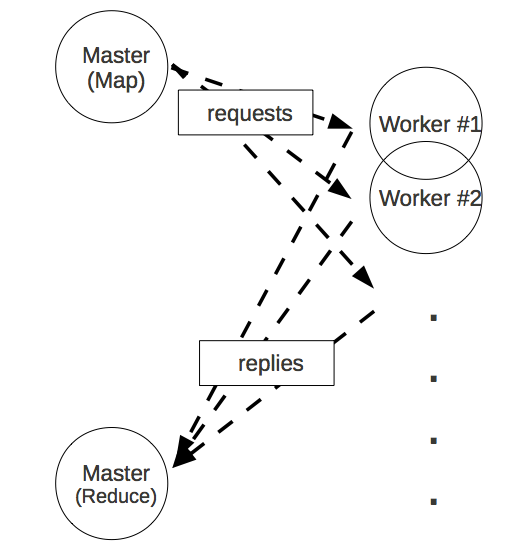 Master
(Map)
requests
Worker #1
Worker #2
.
.
.
.
replies
Master
(Reduce)